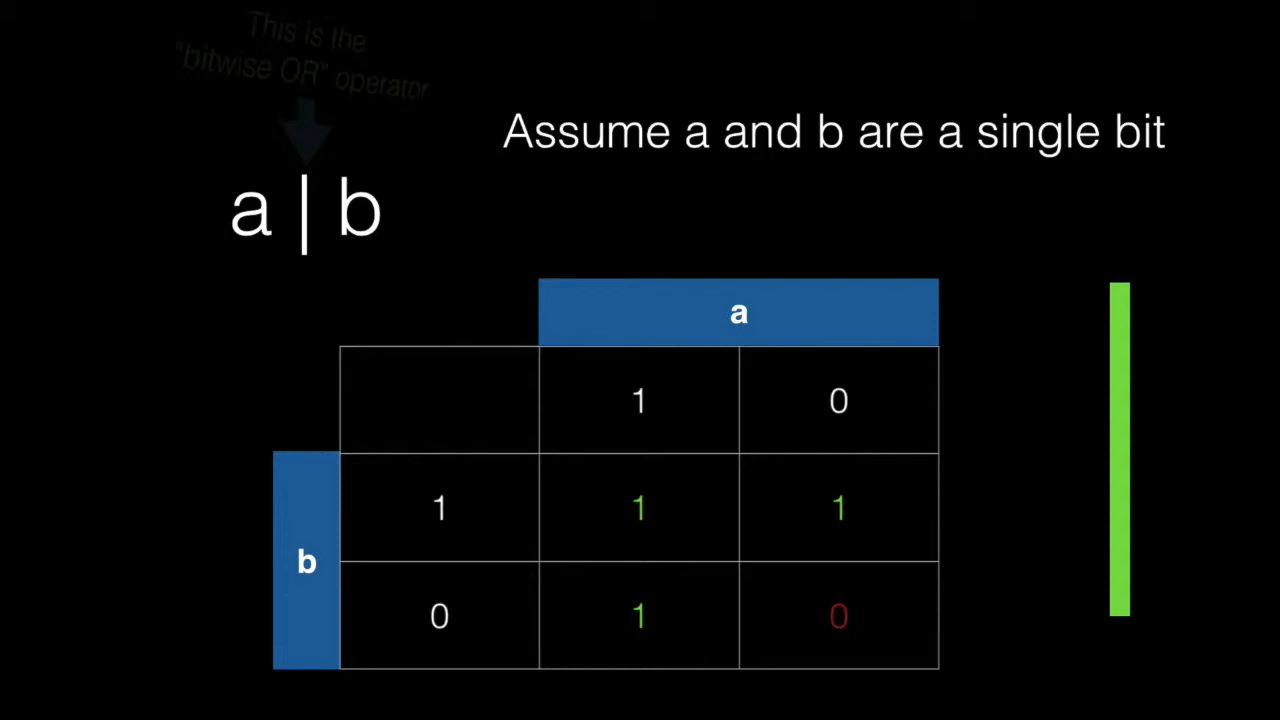 This is the
"bitwise OR" operator
Assume a and b are a single bit
a | b
a
1 0
1 1 1
b
0 1 0